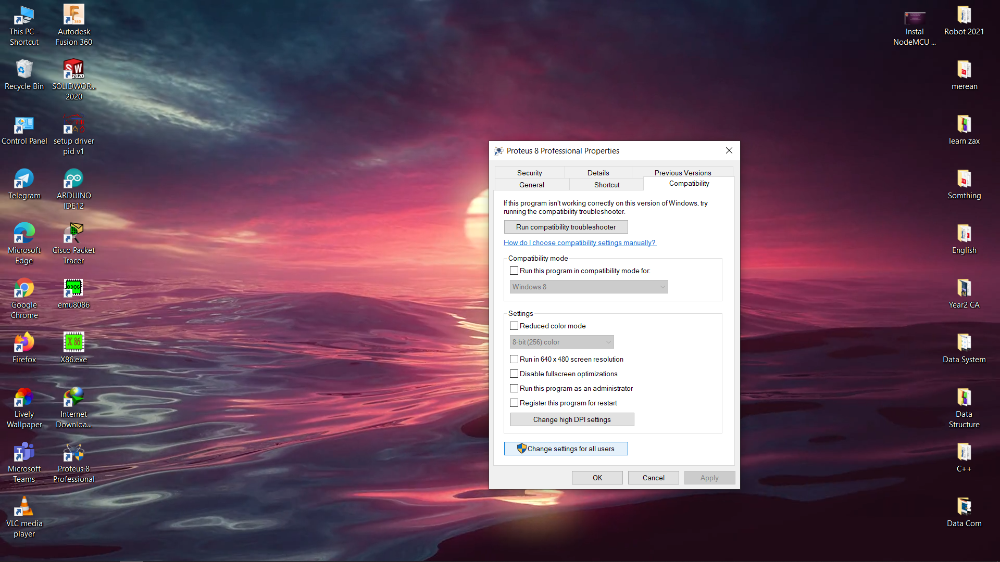 This PC -
Shortcut
Autodesk
Fusion 360
Recycle Bin
SOLIDWOR...
2020
Control Panel
setup driver
pid v1
Telegram
ARDUINO
IDE12
Microsoft
Edge
Cisco Packet
Tracer
Google
Chrome
8086
emu8086
Firefox
X 86
X86.exe
Lively
Wallpaper
Internet
Downloa...
Microsoft
Teams
Proteus 8
Professional
VLC media
player
Proteus 8 Professional Properties
Security
Details
Previous Versions
General
Shortcut
Compatibility
If this program isn't working correctly on this version of Windows, try
running the compatibility troubleshooter.
Run compatibility troubleshooter
How do I choose compatibility settings manually?
Compatibility mode
Run this program in compatibility mode for:
Windows 8
Settings
Reduced color mode
8-bit (256) color
Run in 640 x 480 screen resolution
Disable fullscreen optimizations
Run this program as an administrator
Register this program for restart
Change high DPI settings
Change settings for all users
OK
Cancel
Apply
Instal
NodeMCU ...
Robot 2021
merean
learn zax
Somthing
English
Year2 CA
Data System
Data
Structure
C++
Data Com